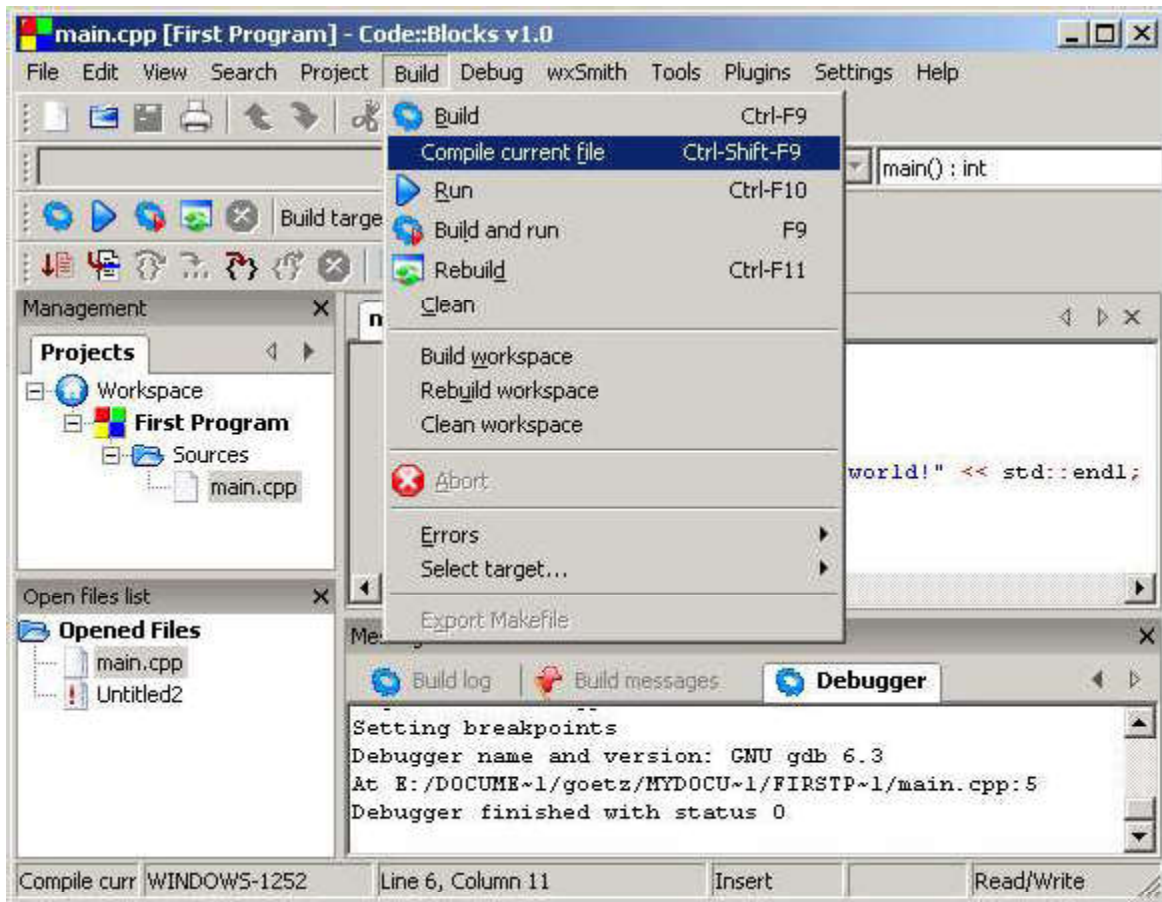 main.cpp [First Program] - Code::Blocks v1.0
File Edit View Search Project Build Debug wxSmith Tools Plugins Settings Help
Build Ctrl-F9
Compile current file Ctrl-Shift-F9
main() : int
Run Ctrl-F10
Build targe
Build and run F9
Rebuild Ctrl-F11
Clean
Build workspace
Rebuild workspace
Clean workspace
Abort
Errors
Select target...
Export Makefile
Management
Projects
Workspace
First Program
Sources
main.cpp
world!" << std::endl;
Open files list
Opened Files
main.cpp
Untitled2
Build log Build messages Debugger
Setting breakpoints
Debugger name and version: GNU gdb 6.3
At E:/DOCUME~1/goetz/MYDOCU~1/FIRSTP~1/main.cpp:5
Debugger finished with status 0
Compile curr WINDOWS-1252 Line 6, Column 11 Insert Read/Write